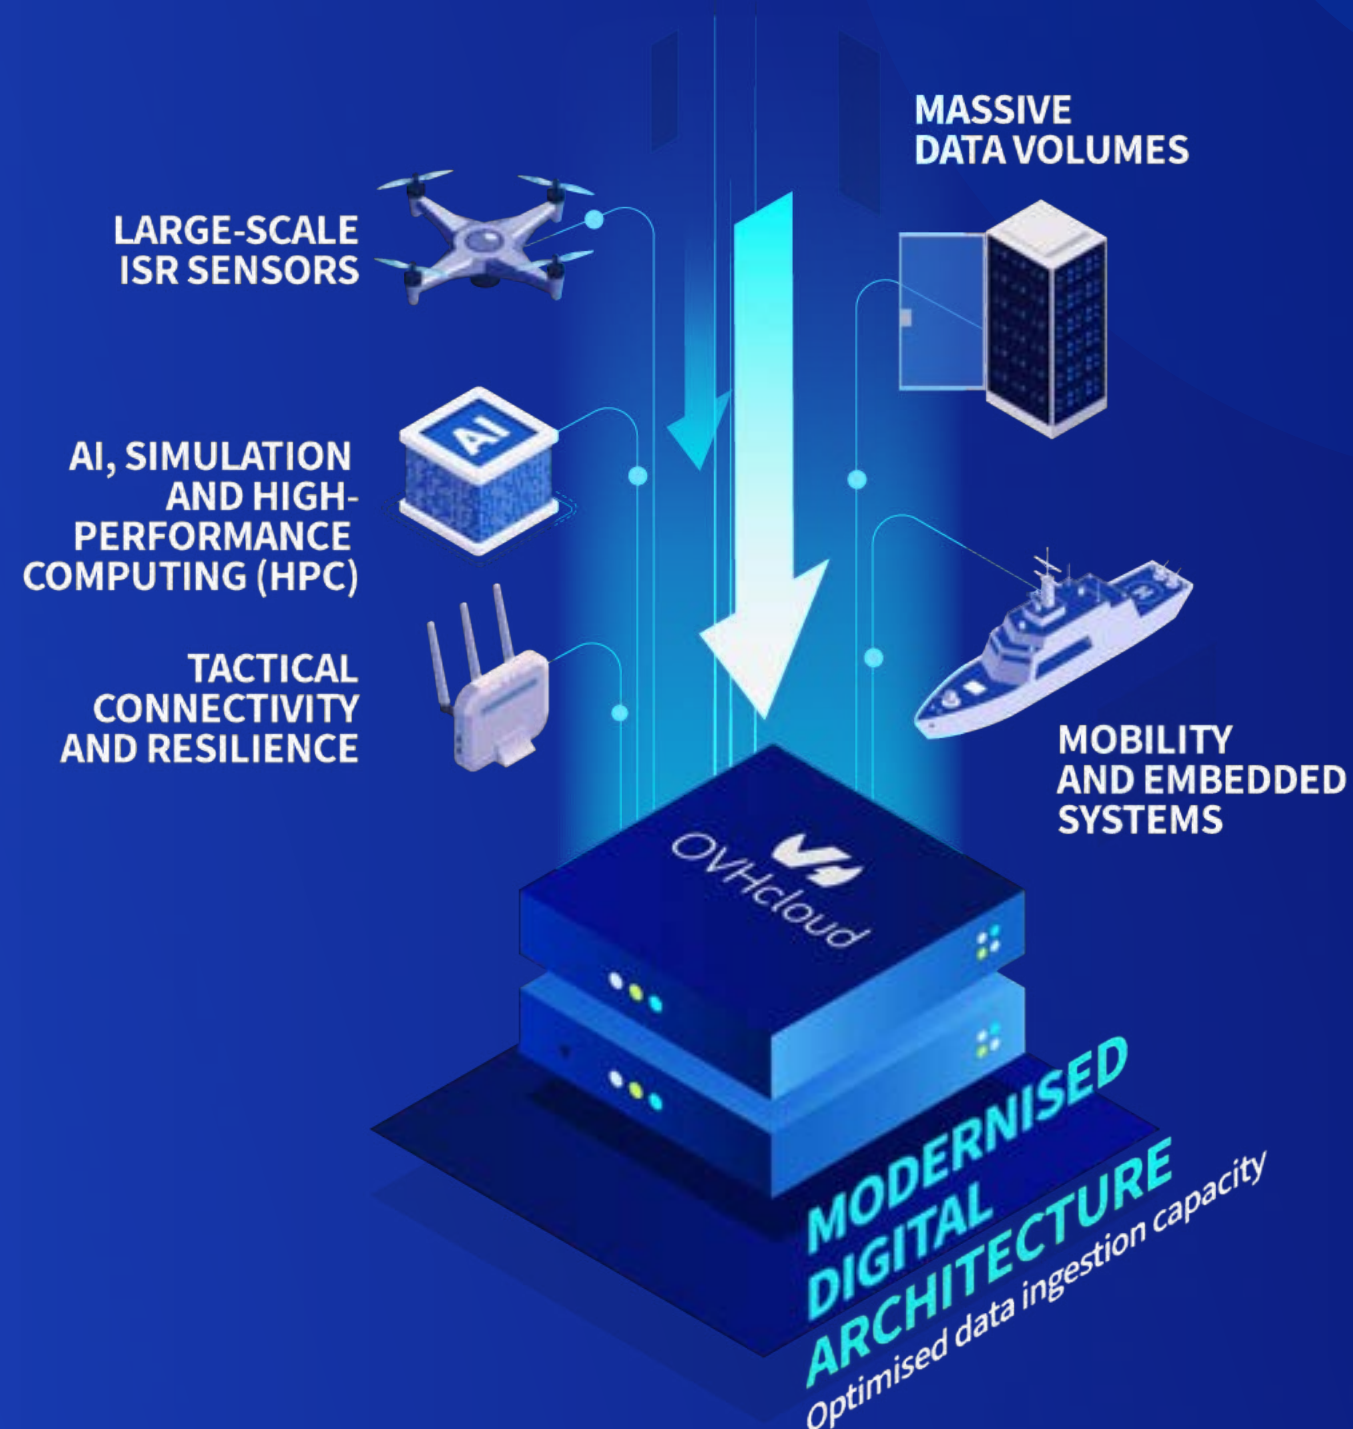 MASSIVE
DATA VOLUMES
LARGE-SCALE
ISR SENSORS
AI
AI, SIMULATION
AND HIGH-
PERFORMANCE
COMPUTING (HPC)
TACTICAL
CONNECTIVITY
AND RESILIENCE
H
MOBILITY
AND EMBEDDED
SYSTEMS
OVHcloud
MODERNISED
DIGITAL
ARCHITECTURE
Optimised data ingestion capacity